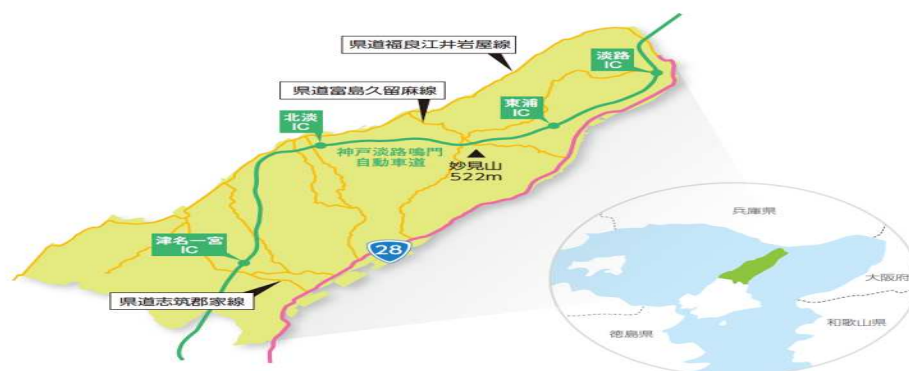 県道福良江井岩屋線
淡路
IC
県道富島久留麻線
東浦
IC
北淡
IC
神戸淡路鳴門
自動車道
妙見山
522m
兵庫県
津名一宮
IC
28
大阪府
県道志筑郡家線
徳島県
和歌山県